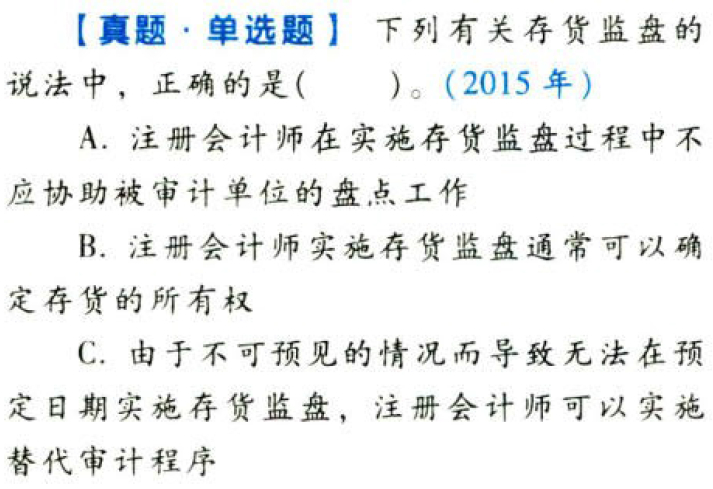 【真题·单选题】 下列有关存货监盘的
说法中，正确的是(　　)。(2015 年)
A. 注册会计师在实施存货监盘过程中不
应协助被审计单位的盘点工作
B. 注册会计师实施存货监盘通常可以确
定存货的所有权
C. 由于不可预见的情况而导致无法在预
定日期实施存货监盘，注册会计师可以实施
替代审计程序